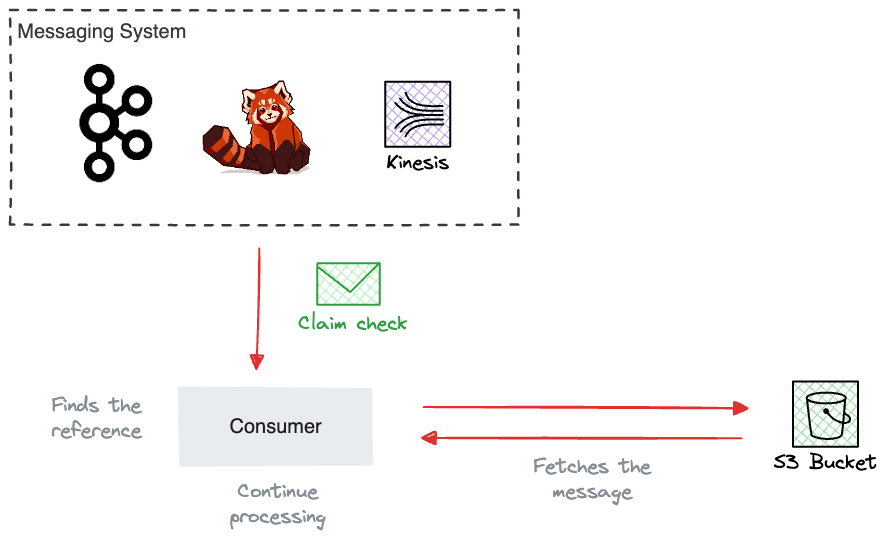 Messaging System
Kinesis
Claim check
Finds the
reference
Consumer
Continue
processing
Fetches the
message
S3 Bucket